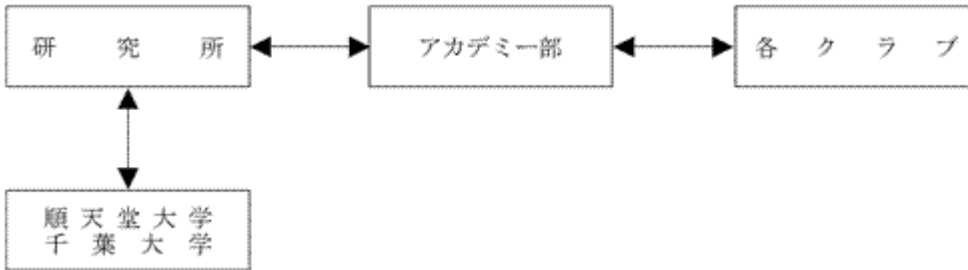 研究所
アカデミー部
各クラブ
順天堂大学
千葉大学